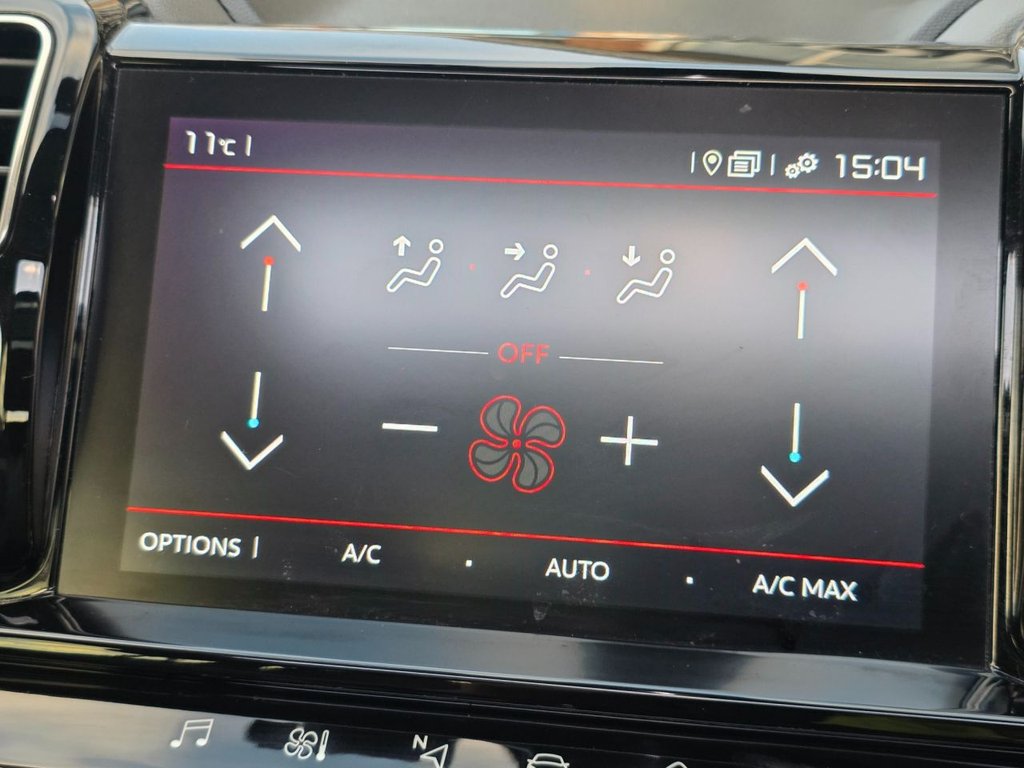 11°C
15:04
OFF
OPTIONS A/C AUTO A/C MAX
N